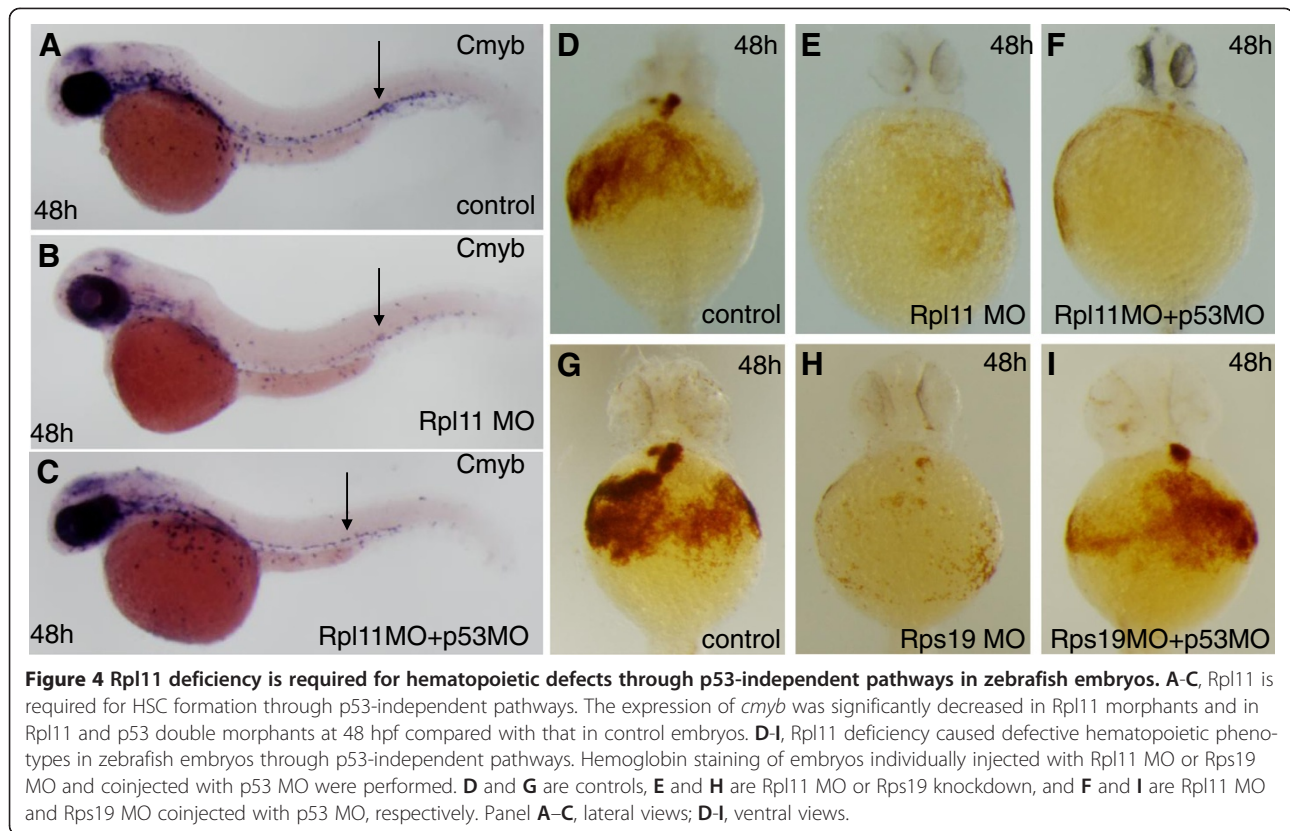 A
Cmyb
48h
control
B
Cmyb
48h
Rpl11 MO
C
Cmyb
48h
Rpl11MO+p53MO
D
48h
control
E
48h
Rpl11 MO
F
48h
Rpl11MO+p53MO
G
48h
control
H
48h
Rps19 MO
I
48h
Rps19MO+p53MO
Figure 4 Rpl11 deficiency is required for hematopoietic defects through p53-independent pathways in zebrafish embryos. A-C, Rpl11 is
required for HSC formation through p53-independent pathways. The expression of cmyb was significantly decreased in Rpl11 morphants and in
Rpl11 and p53 double morphants at 48 hpf compared with that in control embryos. D-I, Rpl11 deficiency caused defective hematopoietic pheno-
types in zebrafish embryos through p53-independent pathways. Hemoglobin staining of embryos individually injected with Rpl11 MO or Rps19
MO and coinjected with p53 MO were performed. D and G are controls, E and H are Rpl11 MO or Rps19 knockdown, and F and I are Rpl11 MO
and Rps19 MO coinjected with p53 MO, respectively. Panel A–C, lateral views; D-I, ventral views.